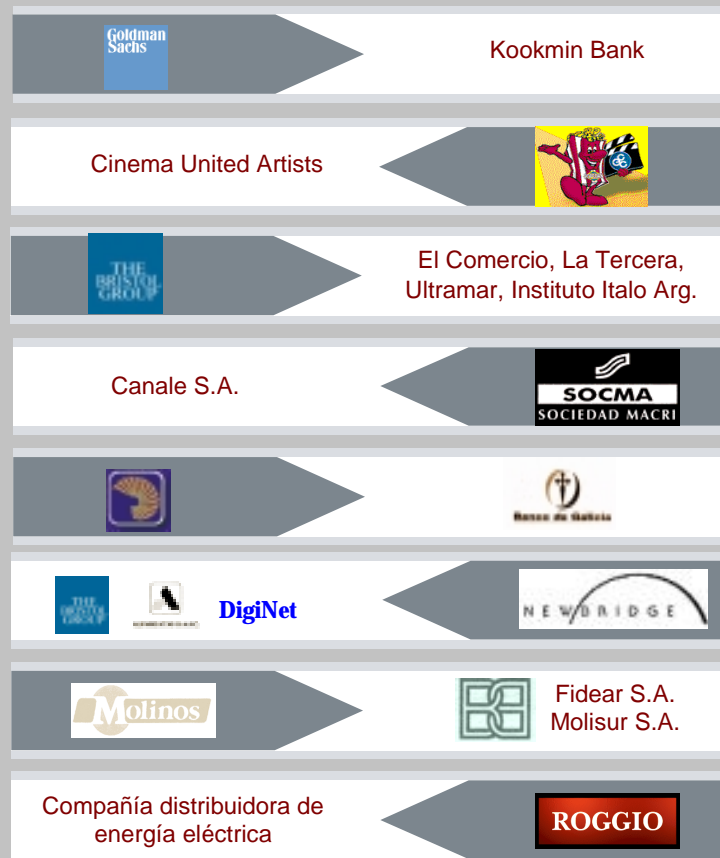 Goldman
Sachs
Kookmin Bank
Cinema United Artists
THE
BRISTOL
GROUP
El Comercio, La Tercera,
Ultramar, Instituto Italo Arg.
Canale S.A.
SOCMA
SOCIEDAD MACRI
Banco de Galicia
THE
BRISTOL
GROUP
DigiNet
NEWBRIDGE
Molinos
Fidear S.A.
Molisur S.A.
Compañía distribuidora de
energía eléctrica
ROGGIO